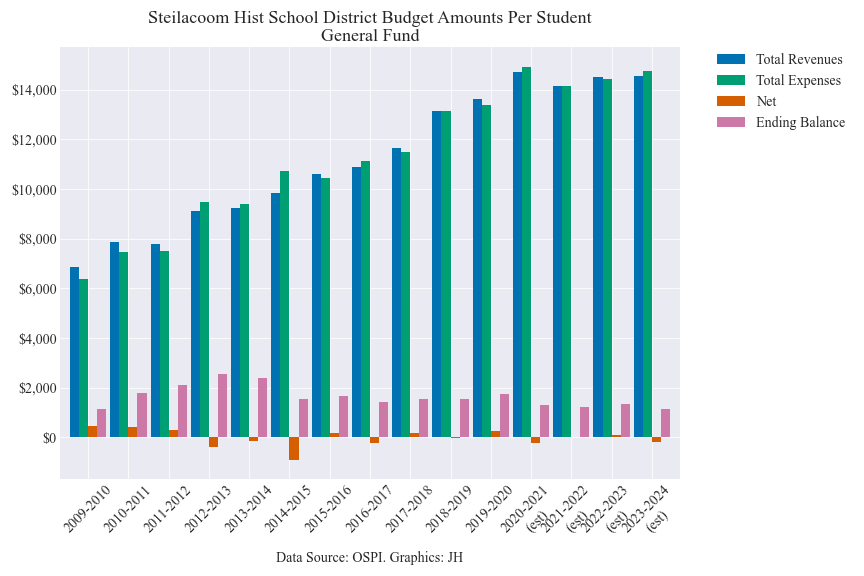 Steilacoom Hist School District Budget Amounts Per Student
General Fund
Total Revenues
Total Expenses
Net
Ending Balance
$14,000
$12,000
$10,000
$8,000
$6,000
$4,000
$2,000
$0
2009-2010
2010-2011
2011-2012
2012-2013
2013-2014
2014-2015
2015-2016
2016-2017
2017-2018
2018-2019
2019-2020
2020-2021
(est)
2021-2022
(est)
2022-2023
(est)
2023-2024
(est)
Data Source: OSPI. Graphics: JH